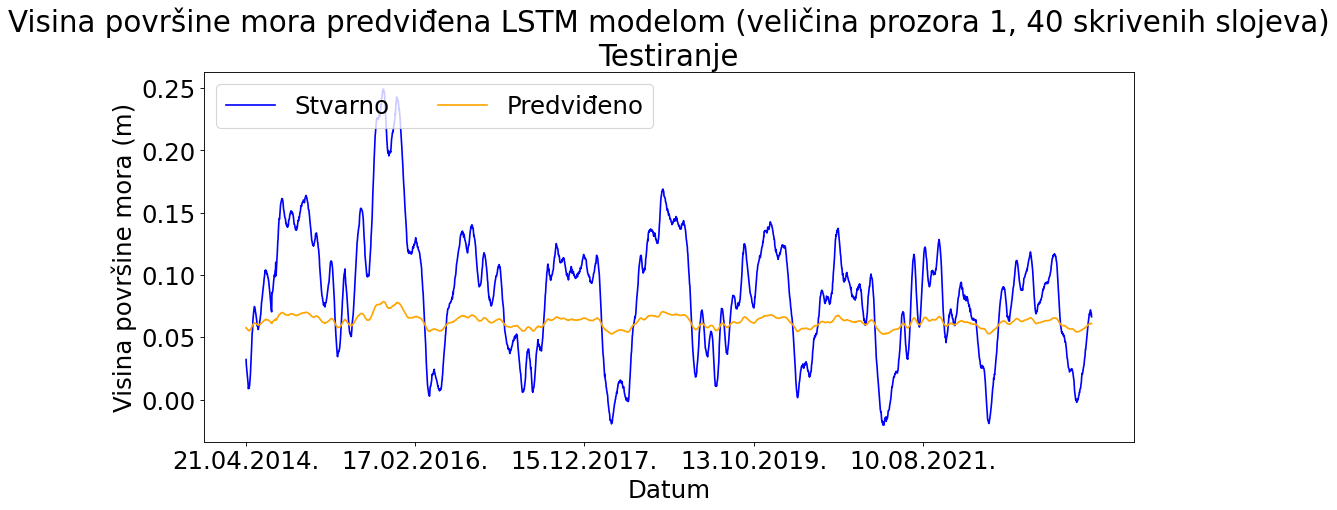 Visina površine mora predviđena LSTM modelom (veličina prozora 1, 40 skrivenih slojeva)
Testiranje
Stvarno Predviđeno
Visina površine mora (m)
0.25
0.20
0.15
0.10
0.05
0.00
21.04.2014. 17.02.2016. 15.12.2017. 13.10.2019. 10.08.2021.
Datum